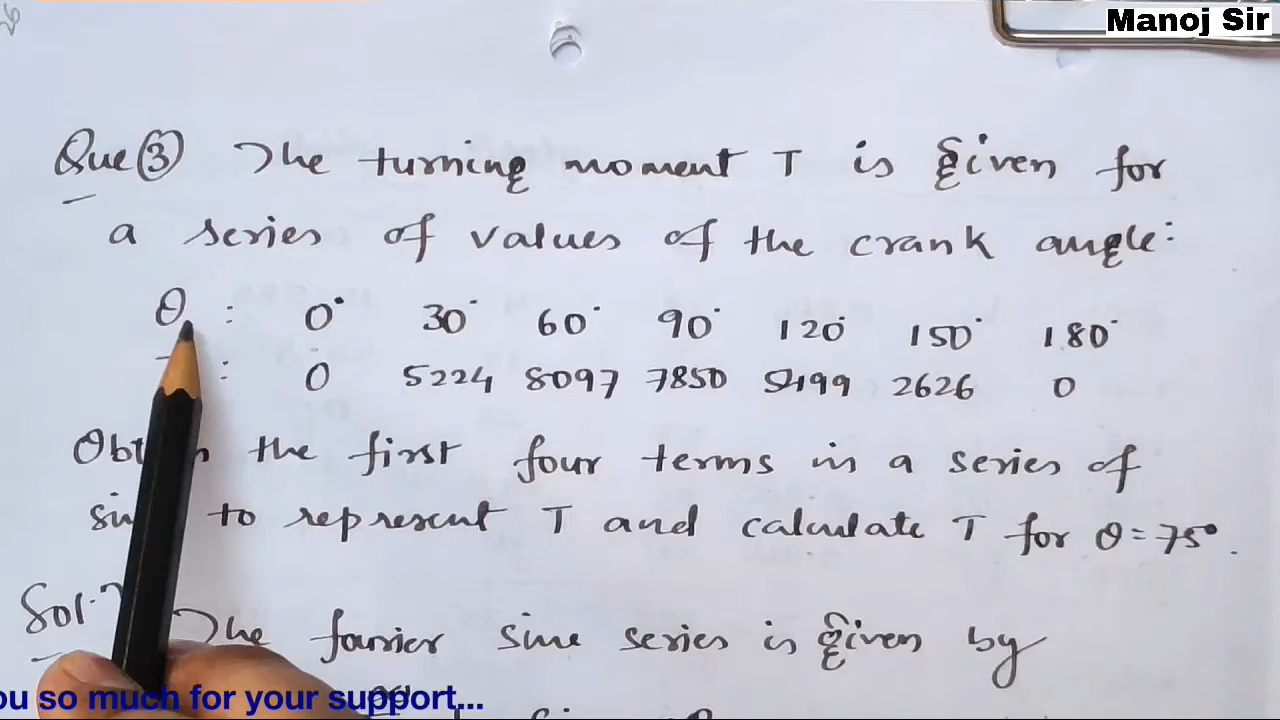 Manoj Sir
Que (3) The turning moment T is given for
a series of values of the crank angle:
θ : 0° 30° 60° 90° 120° 150° 180°
: 0 5224 8097 7850 5499 2626 0
the first four terms in a series of
to represent T and calculate T for θ = 75°.
Sol.
The fourier sine series is given by
ou so much for your support...